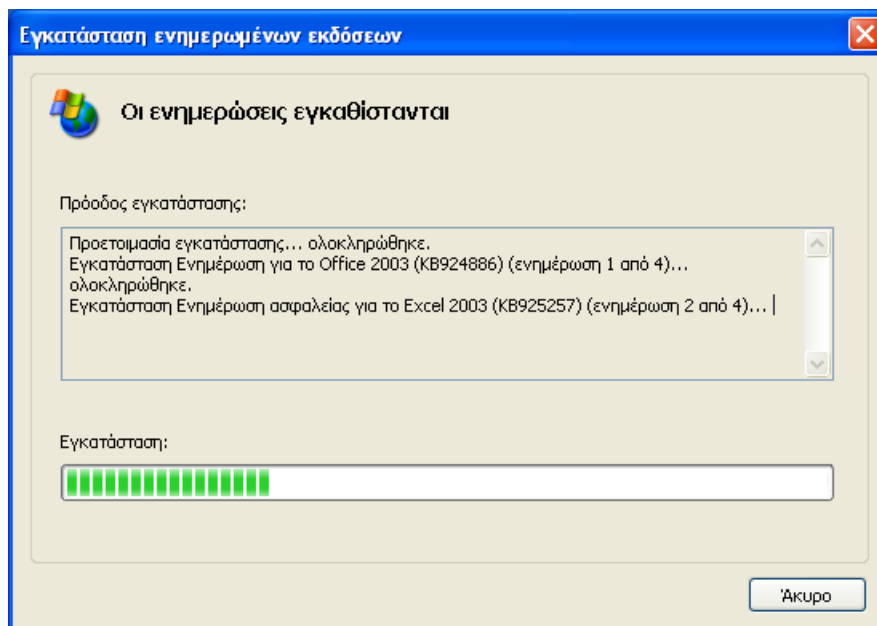 Εγκατάσταση ενημερωμένων εκδόσεων
Οι ενημερώσεις εγκαθίστανται
Πρόοδος εγκατάστασης:
Προετοιμασία εγκατάστασης... ολοκληρώθηκε.
Εγκατάσταση Ενημέρωση για το Office 2003 (KB924886) (ενημέρωση 1 από 4)...
ολοκληρώθηκε.
Εγκατάσταση Ενημέρωση ασφαλείας για το Excel 2003 (KB925257) (ενημέρωση 2 από 4)...
Εγκατάσταση:
Άκυρο